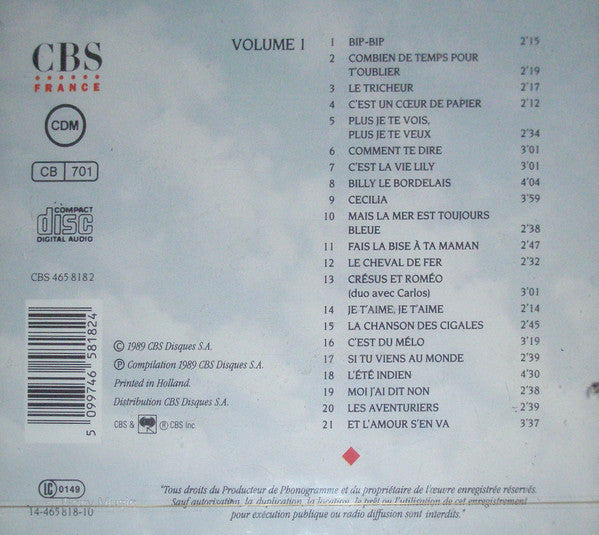 CBS
FRANCE
CDM
CB 701
COMPACT
disc
DIGITAL AUDIO
CBS 465 818 2
5 099746 581824
VOLUME 1
1 BIP-BIP 2'15
2 COMBIEN DE TEMPS POUR
T'OUBLIER 2'19
3 LE TRICHEUR 2'17
4 C'EST UN CŒUR DE PAPIER 2'12
5 PLUS JE TE VOIS,
PLUS JE TE VEUX 2'34
6 COMMENT TE DIRE 3'01
7 C'EST LA VIE LILY 3'01
8 BILLY LE BORDELAIS 4'04
9 CECILIA 3'59
10 MAIS LA MER EST TOUJOURS
BLEUE 2'38
11 FAIS LA BISE À TA MAMAN 2'47
12 LE CHEVAL DE FER 2'32
13 CRÉSUS ET ROMÉO
(duo avec Carlos) 3'01
14 JE T'AIME, JE T'AIME 2'14
15 LA CHANSON DES CIGALES 2'45
16 C'EST DU MÉLO 3'19
17 SI TU VIENS AU MONDE 2'39
18 L'ÉTÉ INDIEN 4'30
19 MOI J'AI DIT NON 2'38
20 LES AVENTURIERS 2'39
21 ET L'AMOUR S'EN VA 3'37
© 1989 CBS Disques S.A.
℗ Compilation 1989 CBS Disques S.A.
Printed in Holland.
Distribution CBS Disques S.A.
CBS & ® CBS Inc.
LC 0149
14-465 818-10
"Tous droits du Producteur de Phonogramme et du propriétaire de l'œuvre enregistrée réservés.
Sauf autorisation, la duplication, la location, le prêt ou l'utilisation de cet enregistrement
pour exécution publique ou radio diffusion sont interdits."